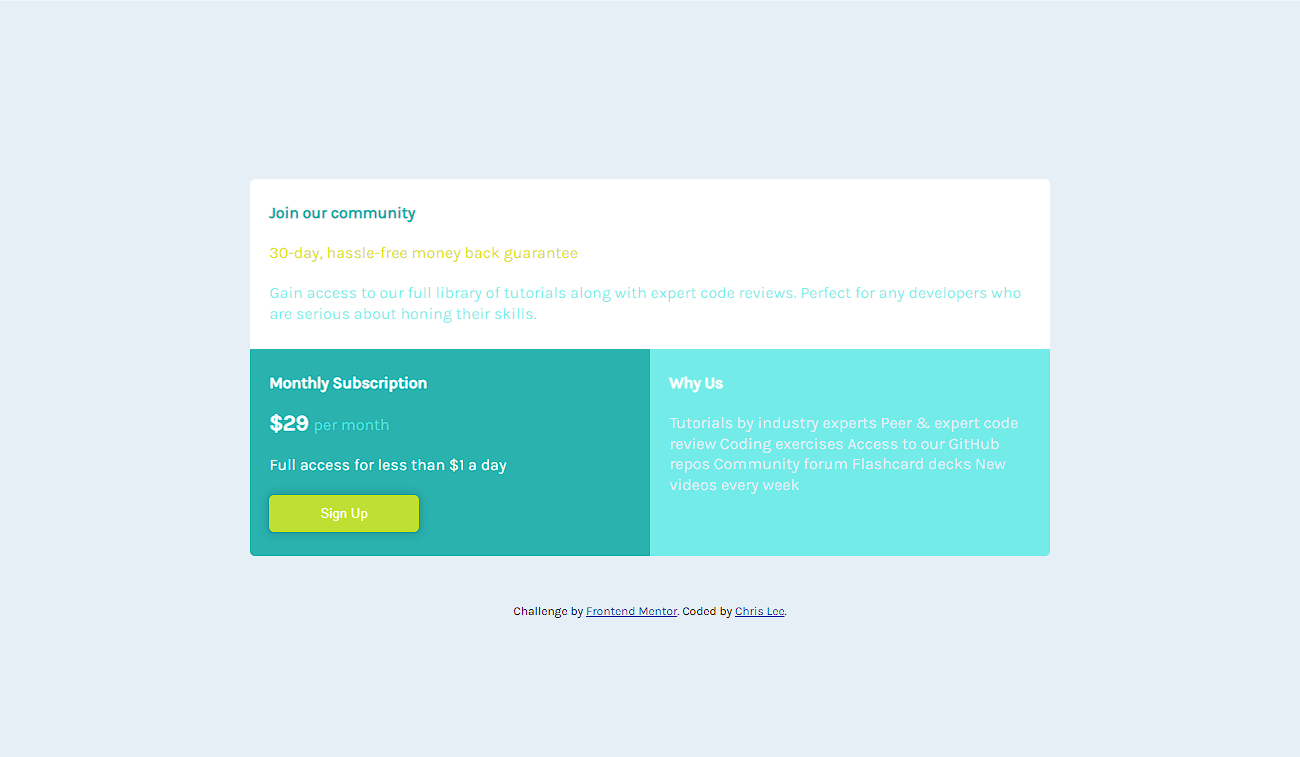 Join our community
30-day, hassle-free money back guarantee
Gain access to our full library of tutorials along with expert code reviews. Perfect for any developers who
are serious about honing their skills.
Monthly Subscription
$29 per month
Full access for less than $1 a day
Sign Up
Why Us
Tutorials by industry experts Peer & expert code
review Coding exercises Access to our GitHub
repos Community forum Flashcard decks New
videos every week
Challenge by Frontend Mentor. Coded by Chris Lee.